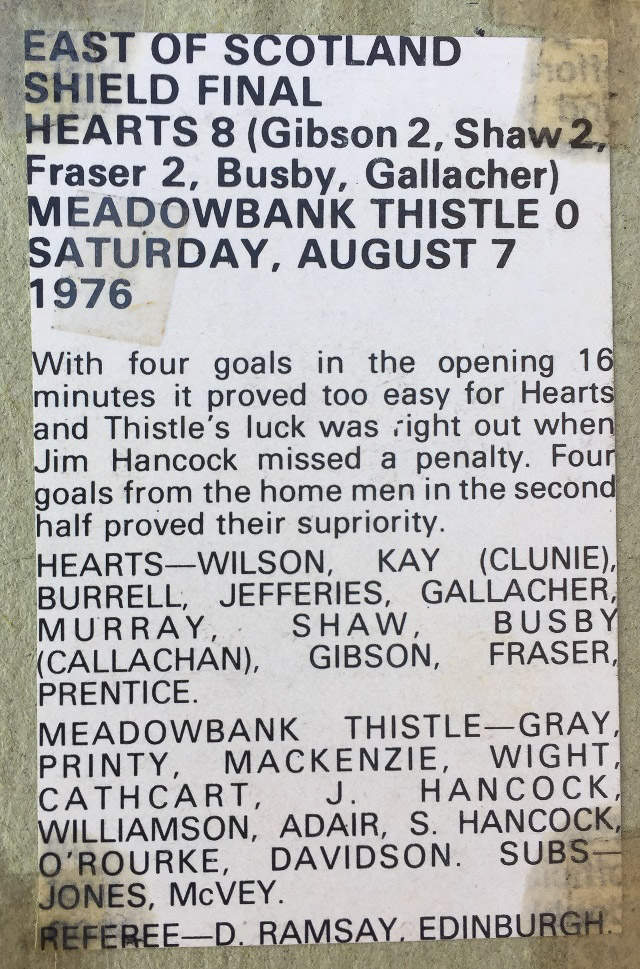 EAST OF SCOTLAND
SHIELD FINAL
HEARTS 8 (Gibson 2, Shaw 2,
Fraser 2, Busby, Gallacher)
MEADOWBANK THISTLE 0
SATURDAY, AUGUST 7
1976
With four goals in the opening 16
minutes it proved too easy for Hearts
and Thistle's luck was right out when
Jim Hancock missed a penalty. Four
goals from the home men in the second
half proved their supriority.
HEARTS—WILSON, KAY (CLUNIE),
BURRELL, JEFFERIES, GALLACHER,
MURRAY, SHAW, BUSBY
(CALLACHAN), GIBSON, FRASER,
PRENTICE.
MEADOWBANK THISTLE—GRAY,
PRINTY, MACKENZIE, WIGHT,
CATHCART, J. HANCOCK,
WILLIAMSON, ADAIR, S. HANCOCK,
O'ROURKE, DAVIDSON. SUBS—
JONES, McVEY.
REFEREE—D. RAMSAY, EDINBURGH.